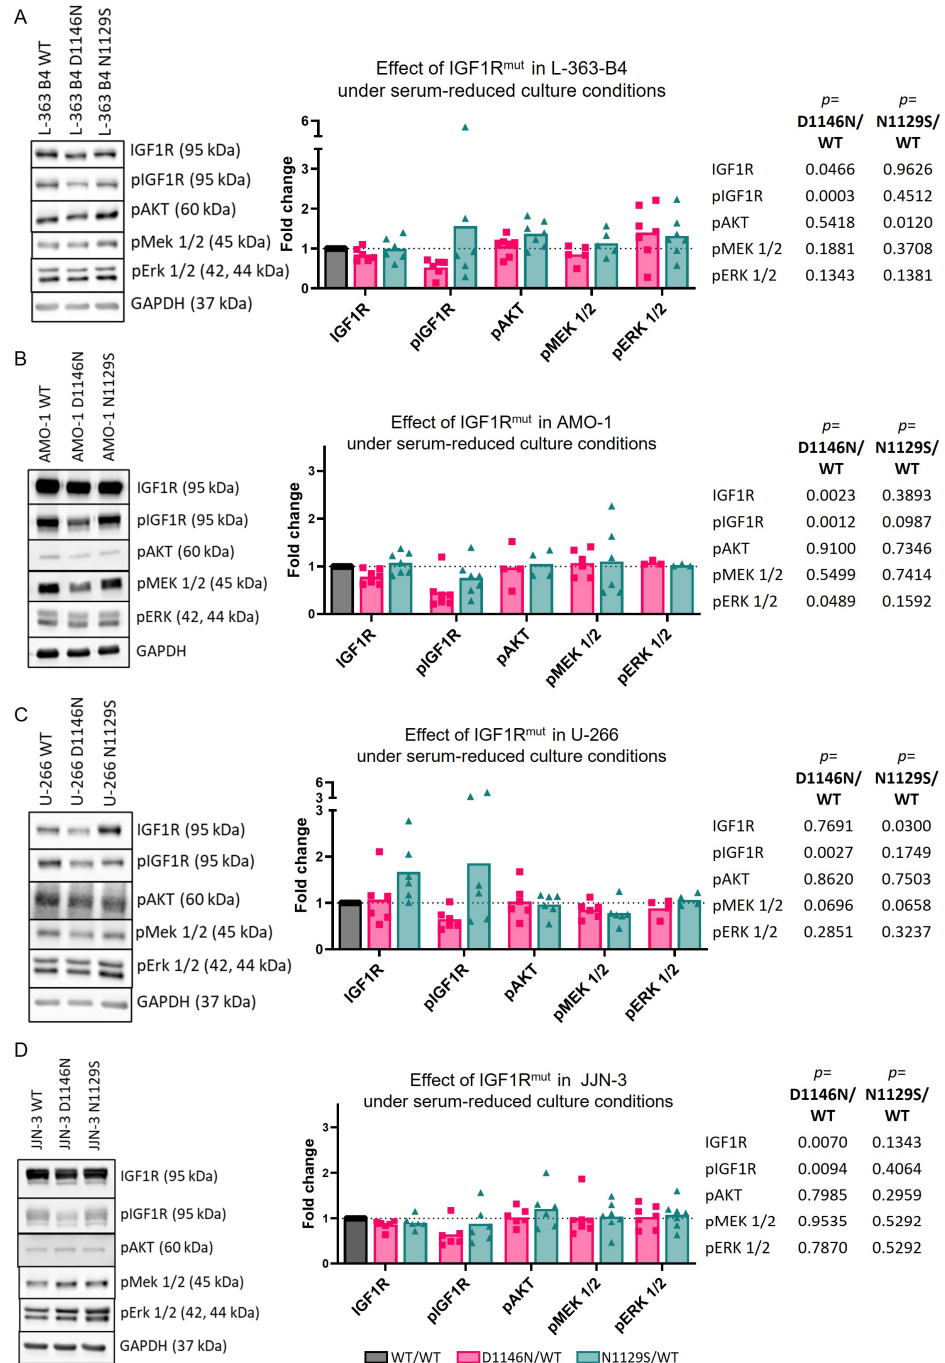 A
L-363 B4 WT
L-363 B4 D1146N
L-363 B4 N1129S
IGF1R (95 kDa)
pIGF1R (95 kDa)
pAKT (60 kDa)
pMek 1/2 (45 kDa)
pErk 1/2 (42, 44 kDa)
GAPDH (37 kDa)
Effect of IGF1Rmut in L-363-B4
under serum-reduced culture conditions
Fold change
6
3
2
1
0
IGF1R
pIGF1R
pAKT
pMEK 1/2
pERK 1/2
p= p=
D1146N/ N1129S/
WT WT
IGF1R 0.0466 0.9626
pIGF1R 0.0003 0.4512
pAKT 0.5418 0.0120
pMEK 1/2 0.1881 0.3708
pERK 1/2 0.1343 0.1381
B
AMO-1 WT
AMO-1 D1146N
AMO-1 N1129S
IGF1R (95 kDa)
pIGF1R (95 kDa)
pAKT (60 kDa)
pMEK 1/2 (45 kDa)
pERK (42, 44 kDa)
GAPDH
Effect of IGF1Rmut in AMO-1
under serum-reduced culture conditions
Fold change
3
2
1
0
IGF1R
pIGF1R
pAKT
pMEK 1/2
pERK 1/2
p= p=
D1146N/ N1129S/
WT WT
IGF1R 0.0023 0.3893
pIGF1R 0.0012 0.0987
pAKT 0.9100 0.7346
pMEK 1/2 0.5499 0.7414
pERK 1/2 0.0489 0.1592
C
U-266 WT
U-266 D1146N
U-266 N1129S
IGF1R (95 kDa)
pIGF1R (95 kDa)
pAKT (60 kDa)
pMek 1/2 (45 kDa)
pErk 1/2 (42, 44 kDa)
GAPDH (37 kDa)
Effect of IGF1Rmut in U-266
under serum-reduced culture conditions
Fold change
6
3
3
2
1
0
IGF1R
pIGF1R
pAKT
pMEK 1/2
pERK 1/2
p= p=
D1146N/ N1129S/
WT WT
IGF1R 0.7691 0.0300
pIGF1R 0.0027 0.1749
pAKT 0.8620 0.7503
pMEK 1/2 0.0696 0.0658
pERK 1/2 0.2851 0.3237
D
JJN-3 WT
JJN-3 D1146N
JJN-3 N1129S
IGF1R (95 kDa)
pIGF1R (95 kDa)
pAKT (60 kDa)
pMek 1/2 (45 kDa)
pErk 1/2 (42, 44 kDa)
GAPDH (37 kDa)
Effect of IGF1Rmut in JJN-3
under serum-reduced culture conditions
Fold change
3
2
1
0
IGF1R
pIGF1R
pAKT
pMEK 1/2
pERK 1/2
p= p=
D1146N/ N1129S/
WT WT
IGF1R 0.0070 0.1343
pIGF1R 0.0094 0.4064
pAKT 0.7985 0.2959
pMEK 1/2 0.9535 0.5292
pERK 1/2 0.7870 0.5292
WT/WT D1146N/WT N1129S/WT